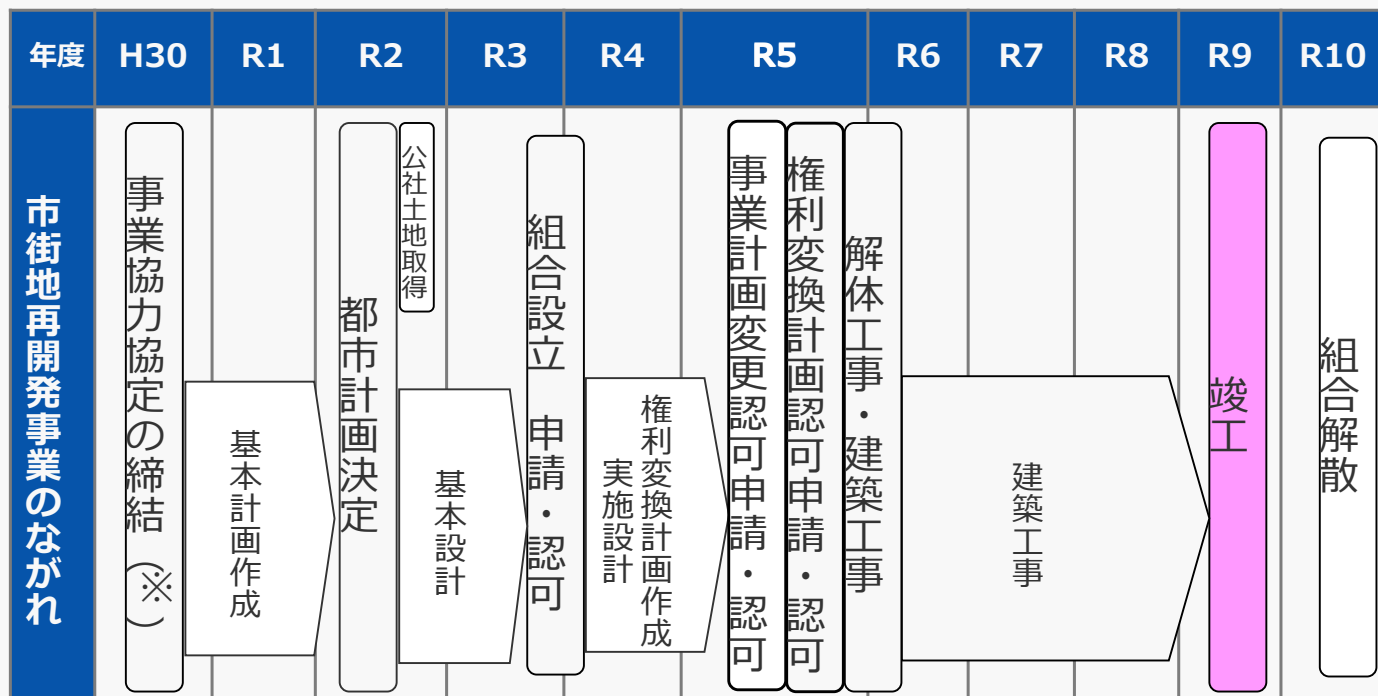 年度
H30
R1
R2
R3
R4
R5
R6
R7
R8
R9
R10
市街地再開発事業のながれ
事業協力協定の締結（※）
基本計画作成
都市計画決定
公社土地取得
基本設計
組合設立　申請・認可
権利変換計画作成
実施設計
事業計画変更認可申請・認可
権利変換計画認可申請・認可
解体工事・建築工事
建築工事
竣工
組合解散